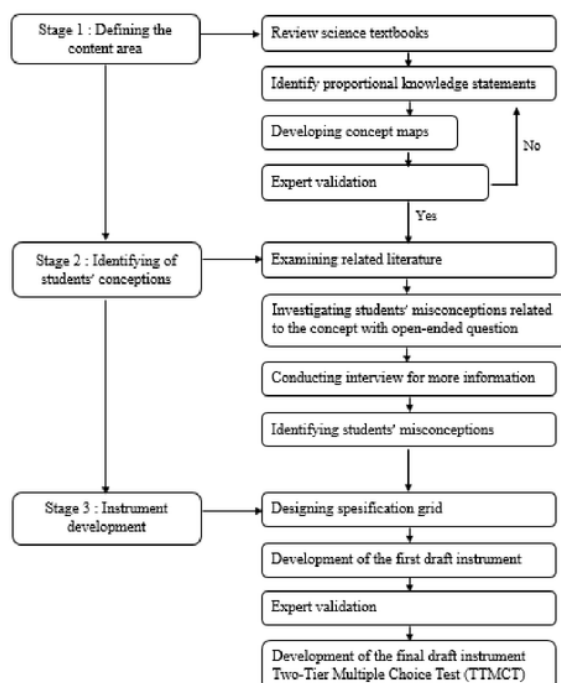 Stage 1 : Defining the
content area
Review science textbooks
Identify proportional knowledge statements
Developing concept maps
No
Expert validation
Yes
Stage 2 : Identifying of
students' conceptions
Examining related literature
Investigating students' misconceptions related
to the concept with open-ended question
Conducting interview for more information
Identifying students' misconceptions
Stage 3 : Instrument
development
Designing spesification grid
Development of the first draft instrument
Expert validation
Development of the final draft instrument
Two-Tier Multiple Choice Test (TTMCT)